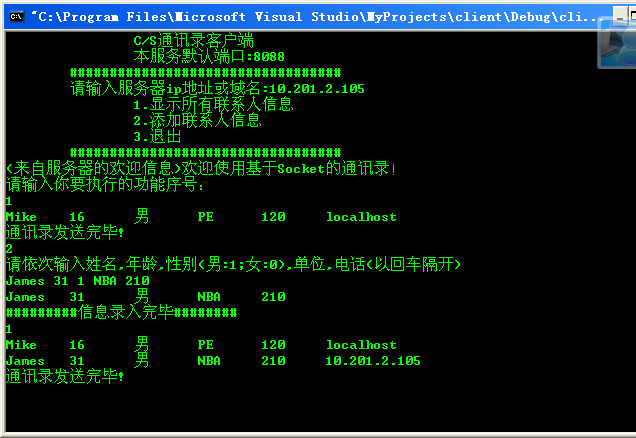 "C:\Program Files\Microsoft Visual Studio\MyProjects\client\Debug\cli...
C/S通讯录客户端
本服务默认端口:8088
##################################
请输入服务器ip地址或域名:10.201.2.105
1.显示所有联系人信息
2.添加联系人信息
3.退出
##################################
(来自服务器的欢迎信息)欢迎使用基于Socket的通讯录!
请输入你要执行的功能序号:
1
Mike 16 男 PE 120 localhost
通讯录发送完毕!
2
请依次输入姓名,年龄,性别(男:1;女:0),单位,电话(以回车隔开)
James 31 1 NBA 210
James 31 男 NBA 210
#########信息录入完毕########
1
Mike 16 男 PE 120 localhost
James 31 男 NBA 210 10.201.2.105
通讯录发送完毕!